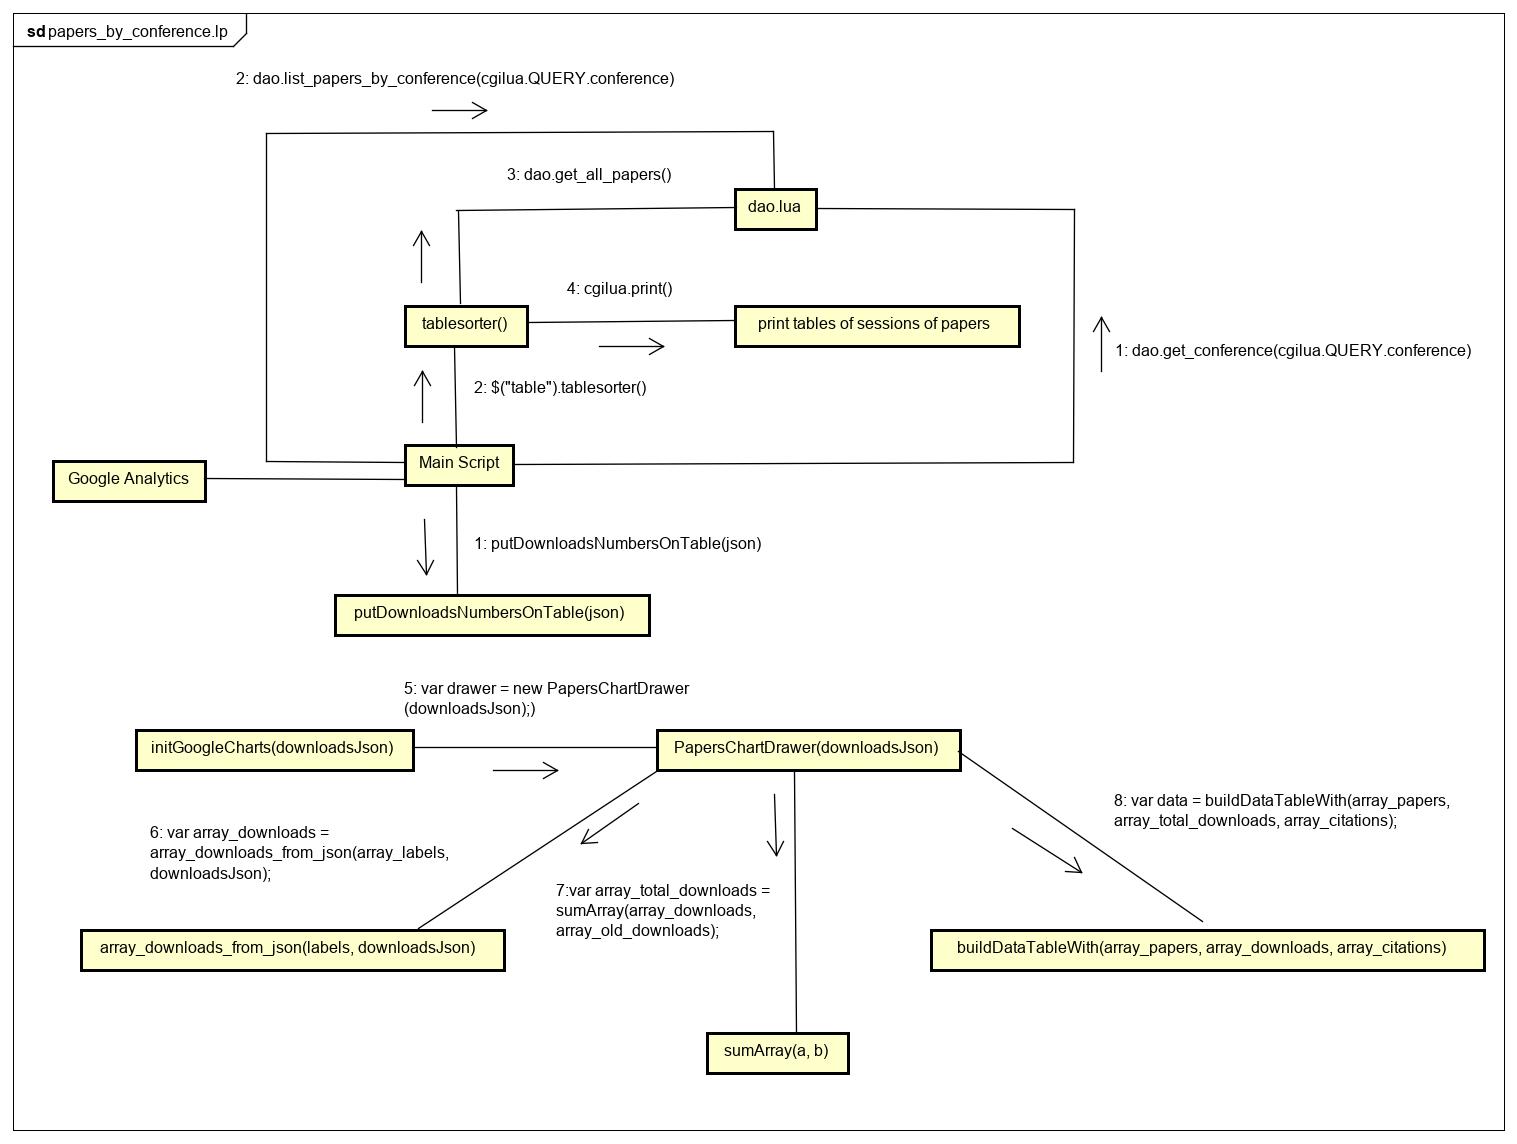 sd papers_by_conference.lp
2: dao.list_papers_by_conference(cgilua.QUERY.conference)
3: dao.get_all_papers()
dao.lua
4: cgilua.print()
tablesorter()
print tables of sessions of papers
1: dao.get_conference(cgilua.QUERY.conference)
2: $("table").tablesorter()
Main Script
Google Analytics
1: putDownloadsNumbersOnTable(json)
putDownloadsNumbersOnTable(json)
5: var drawer = new PapersChartDrawer
(downloadsJson);)
initGoogleCharts(downloadsJson)
PapersChartDrawer(downloadsJson)
8: var data = buildDataTableWith(array_papers,
array_total_downloads, array_citations);
6: var array_downloads =
array_downloads_from_json(array_labels,
downloadsJson);
7:var array_total_downloads =
sumArray(array_downloads,
array_old_downloads);
array_downloads_from_json(labels, downloadsJson)
buildDataTableWith(array_papers, array_downloads, array_citations)
sumArray(a, b)